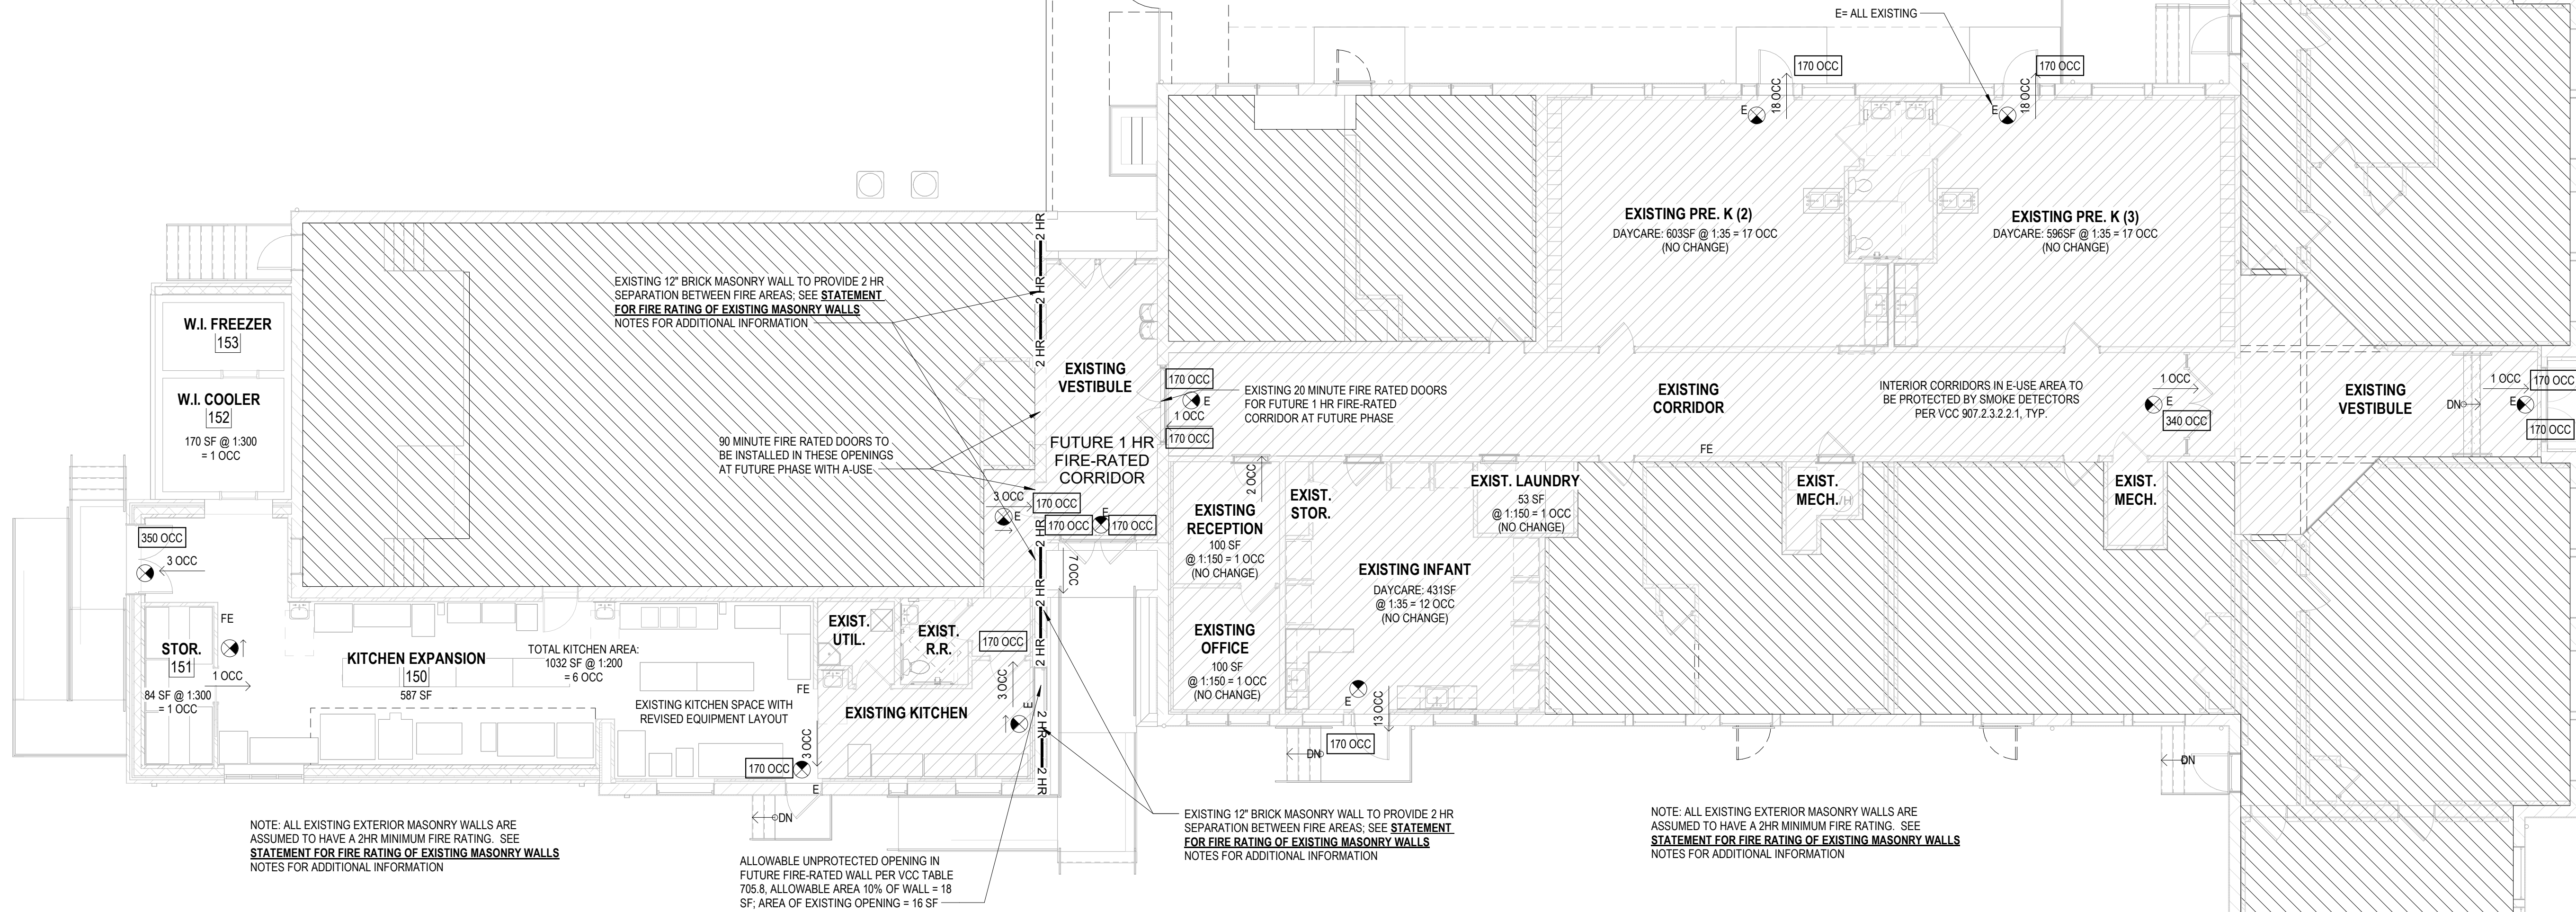 E= ALL EXISTING
170 OCC
18 OCC
E
170 OCC
18 OCC
E
EXISTING PRE. K (2)
DAYCARE: 603SF @ 1:35 = 17 OCC
(NO CHANGE)
EXISTING PRE. K (3)
DAYCARE: 596SF @ 1:35 = 17 OCC
(NO CHANGE)
2 HR
2 HR
2 HR
2 HR
EXISTING 12" BRICK MASONRY WALL TO PROVIDE 2 HR
SEPARATION BETWEEN FIRE AREAS; SEE STATEMENT
FOR FIRE RATING OF EXISTING MASONRY WALLS
NOTES FOR ADDITIONAL INFORMATION
W.I. FREEZER
153
W.I. COOLER
152
170 SF @ 1:300
= 1 OCC
EXISTING
VESTIBULE
170 OCC
E
1 OCC
170 OCC
EXISTING 20 MINUTE FIRE RATED DOORS
FOR FUTURE 1 HR FIRE-RATED
CORRIDOR AT FUTURE PHASE
EXISTING
CORRIDOR
INTERIOR CORRIDORS IN E-USE AREA TO
BE PROTECTED BY SMOKE DETECTORS
PER VCC 907.2.3.2.2.1, TYP.
1 OCC
E
340 OCC
EXISTING
VESTIBULE
DN
1 OCC
E
170 OCC
170 OCC
90 MINUTE FIRE RATED DOORS TO
BE INSTALLED IN THESE OPENINGS
AT FUTURE PHASE WITH A-USE
FUTURE 1 HR
FIRE-RATED
CORRIDOR
FE
3 OCC
E
170 OCC
170 OCC
E
170 OCC
7 OCC
2 OCC
EXISTING
RECEPTION
100 SF
@ 1:150 = 1 OCC
(NO CHANGE)
EXIST.
STOR.
EXIST. LAUNDRY
53 SF
@ 1:150 = 1 OCC
(NO CHANGE)
EXIST.
MECH.
/H
EXIST.
MECH.
350 OCC
3 OCC
EXISTING INFANT
DAYCARE: 431SF
@ 1:35 = 12 OCC
(NO CHANGE)
2 HR
2 HR
2 HR
2 HR
2 HR
2 HR
FE
STOR.
151
84 SF @ 1:300
= 1 OCC
1 OCC
KITCHEN EXPANSION
150
587 SF
TOTAL KITCHEN AREA:
1032 SF @ 1:200
= 6 OCC
EXIST.
UTIL.
EXIST.
R.R.
170 OCC
3 OCC
E
FE
EXISTING KITCHEN SPACE WITH
REVISED EQUIPMENT LAYOUT
EXISTING KITCHEN
3 OCC
170 OCC
E
DN
EXISTING
OFFICE
100 SF
@ 1:150 = 1 OCC
(NO CHANGE)
E
13 OCC
170 OCC
DN
DN
NOTE: ALL EXISTING EXTERIOR MASONRY WALLS ARE
ASSUMED TO HAVE A 2HR MINIMUM FIRE RATING. SEE
STATEMENT FOR FIRE RATING OF EXISTING MASONRY WALLS
NOTES FOR ADDITIONAL INFORMATION
ALLOWABLE UNPROTECTED OPENING IN
FUTURE FIRE-RATED WALL PER VCC TABLE
705.8, ALLOWABLE AREA 10% OF WALL = 18
SF; AREA OF EXISTING OPENING = 16 SF
EXISTING 12" BRICK MASONRY WALL TO PROVIDE 2 HR
SEPARATION BETWEEN FIRE AREAS; SEE STATEMENT
FOR FIRE RATING OF EXISTING MASONRY WALLS
NOTES FOR ADDITIONAL INFORMATION
NOTE: ALL EXISTING EXTERIOR MASONRY WALLS ARE
ASSUMED TO HAVE A 2HR MINIMUM FIRE RATING. SEE
STATEMENT FOR FIRE RATING OF EXISTING MASONRY WALLS
NOTES FOR ADDITIONAL INFORMATION